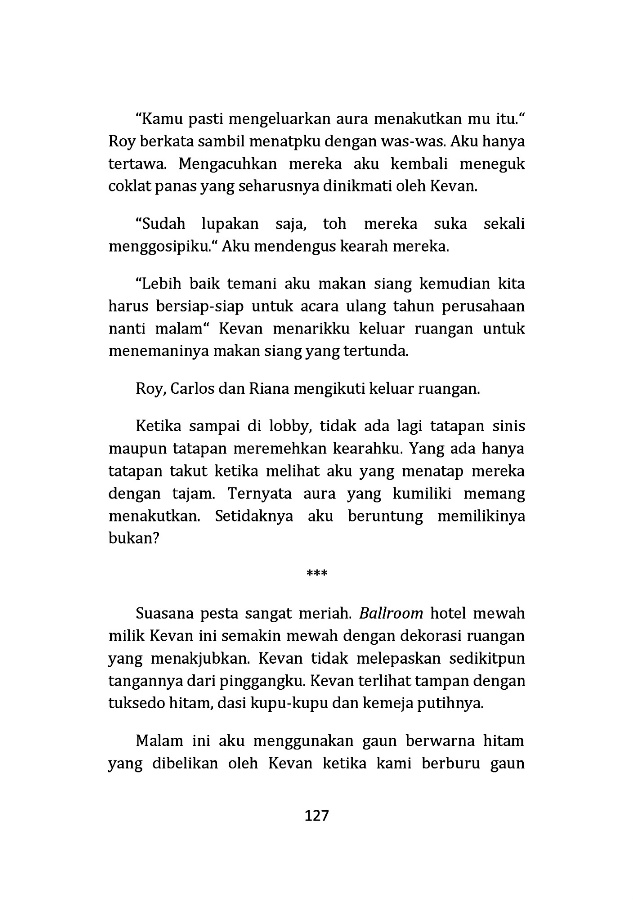 “Kamu pasti mengeluarkan aura menakutkan mu itu.“
Roy berkata sambil menatpku dengan was-was. Aku hanya
tertawa. Mengacuhkan mereka aku kembali meneguk
coklat panas yang seharusnya dinikmati oleh Kevan.
“Sudah lupakan saja, toh mereka suka sekali
menggosipiku.“ Aku mendengus kearah mereka.
“Lebih baik temani aku makan siang kemudian kita
harus bersiap-siap untuk acara ulang tahun perusahaan
nanti malam“ Kevan menarikku keluar ruangan untuk
menemaninya makan siang yang tertunda.
Roy, Carlos dan Riana mengikuti keluar ruangan.
Ketika sampai di lobby, tidak ada lagi tatapan sinis
maupun tatapan meremehkan kearahku. Yang ada hanya
tatapan takut ketika melihat aku yang menatap mereka
dengan tajam. Ternyata aura yang kumiliki memang
menakutkan. Setidaknya aku beruntung memilikinya
bukan?
***
Suasana pesta sangat meriah. Ballroom hotel mewah
milik Kevan ini semakin mewah dengan dekorasi ruangan
yang menakjubkan. Kevan tidak melepaskan sedikitpun
tangannya dari pinggangku. Kevan terlihat tampan dengan
tuksedo hitam, dasi kupu-kupu dan kemeja putihnya.
Malam ini aku menggunakan gaun berwarna hitam
yang dibelikan oleh Kevan ketika kami berburu gaun
127